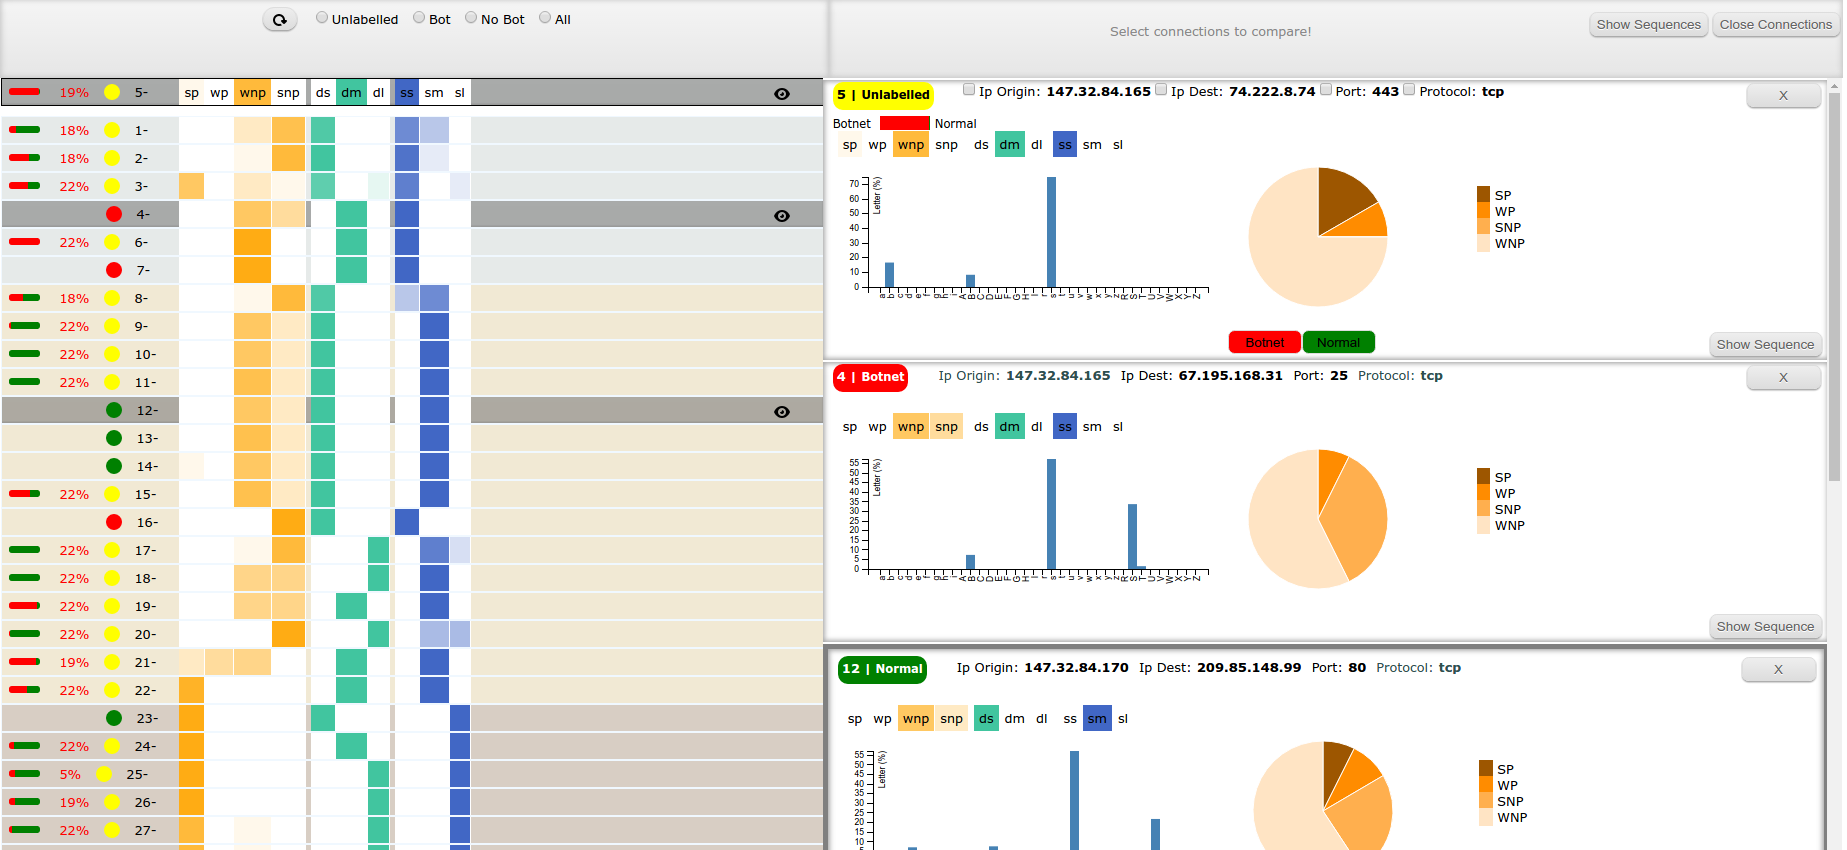 Unlabelled Bot No Bot All
Select connections to compare!
Show Sequences Close Connections
19% 5- sp wp wnp snp ds dm dl ss sm sl
18% 1-
18% 2-
22% 3-
4-
22% 6-
7-
18% 8-
22% 9-
22% 10-
22% 11-
12-
13-
14-
22% 15-
16-
22% 17-
22% 18-
22% 19-
22% 20-
19% 21-
22% 22-
23-
22% 24-
5% 25-
19% 26-
22% 27-
5 | Unlabelled Ip Origin: 147.32.84.165 Ip Dest: 74.222.8.74 Port: 443 Protocol: tcp X
Botnet Normal
sp wp wnp snp ds dm dl ss sm sl
Letter (%)
70
60
50
40
30
20
10
0
a b c d e f g h i A B C D E F G H I r s t u v w x y z R S T U V W X Y Z
SP
WP
SNP
WNP
Botnet Normal
Show Sequence
4 | Botnet Ip Origin: 147.32.84.165 Ip Dest: 67.195.168.31 Port: 25 Protocol: tcp X
sp wp wnp snp ds dm dl ss sm sl
Letter (%)
55
50
45
40
35
30
25
20
15
10
5
0
a b c d e f g h i A B C D E F G H I r s t u v w x y z R S T U V W X Y Z
SP
WP
SNP
WNP
Show Sequence
12 | Normal Ip Origin: 147.32.84.170 Ip Dest: 209.85.148.99 Port: 80 Protocol: tcp X
sp wp wnp snp ds dm dl ss sm sl
Letter (%)
55
50
45
40
35
30
25
20
15
10
SP
WP
SNP
WNP